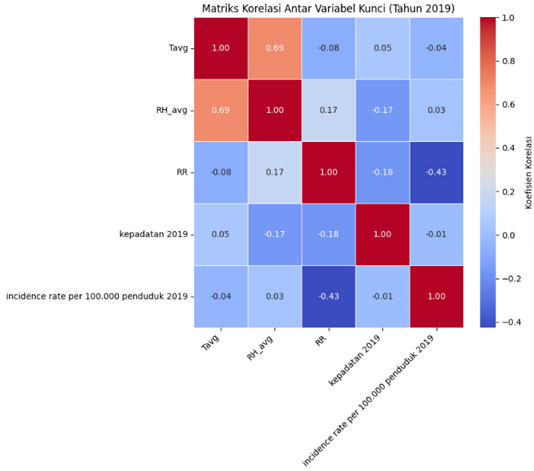 Matriks Korelasi Antar Variabel Kunci (Tahun 2019)
Tavg 1.00 0.69 -0.08 0.05 -0.04
RH_avg 0.69 1.00 0.17 -0.17 0.03
RR -0.08 0.17 1.00 -0.18 -0.43
kepadatan 2019 0.05 -0.17 -0.18 1.00 -0.01
incidence rate per 100.000 penduduk 2019 -0.04 0.03 -0.43 -0.01 1.00
Tavg
RH_avg
RR
kepadatan 2019
incidence rate per 100.000 penduduk 2019
1.0
0.8
0.6
0.4
0.2
0.0
−0.2
−0.4
Koefisien Korelasi